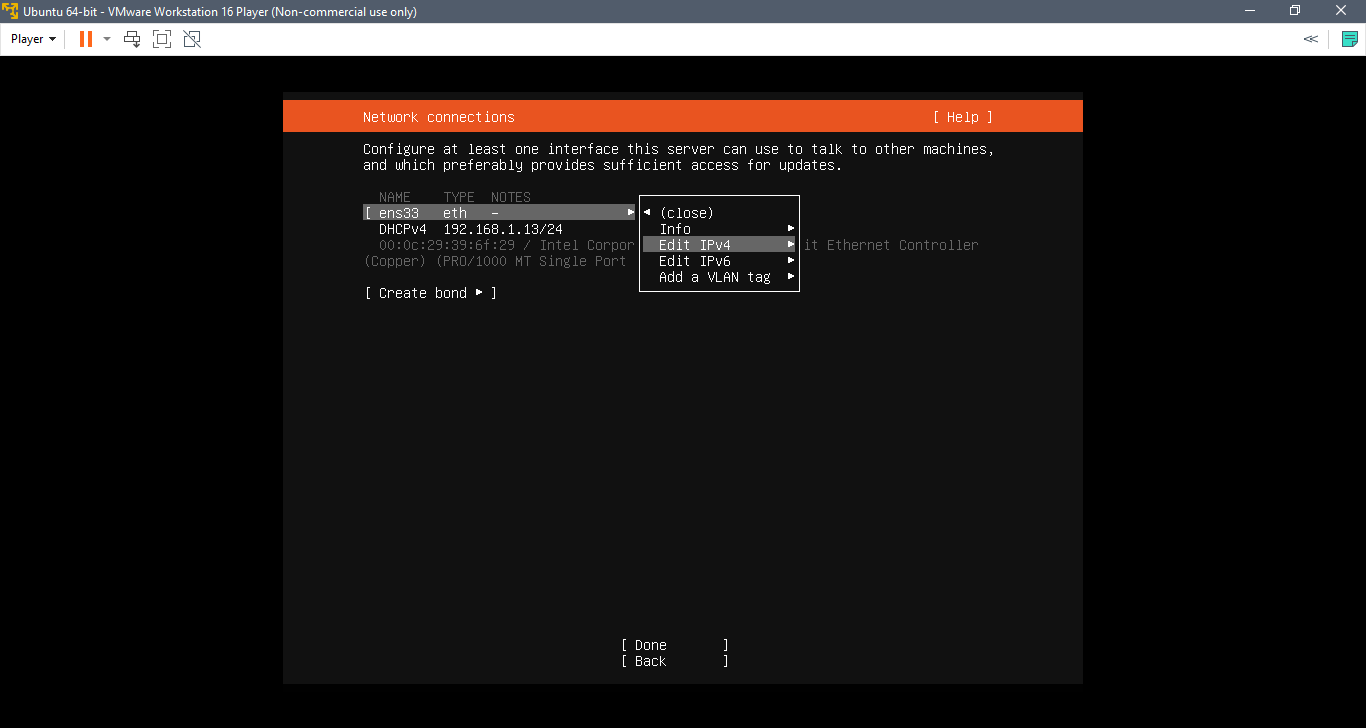 Ubuntu 64-bit - VMware Workstation 16 Player (Non-commercial use only)
Player
Network connections [ Help ]
Configure at least one interface this server can use to talk to other machines,
and which preferably provides sufficient access for updates.
NAME TYPE NOTES
[ ens33 eth - ▸
DHCPv4 192.168.1.13/24
00:0c:29:39:6f:29 / Intel Corpor it Ethernet Controller
(Copper) (PRO/1000 MT Single Port
◂ (close)
Info ▸
Edit IPv4 ▸
Edit IPv6 ▸
Add a VLAN tag ▸
[ Create bond ▸ ]
[ Done ]
[ Back ]